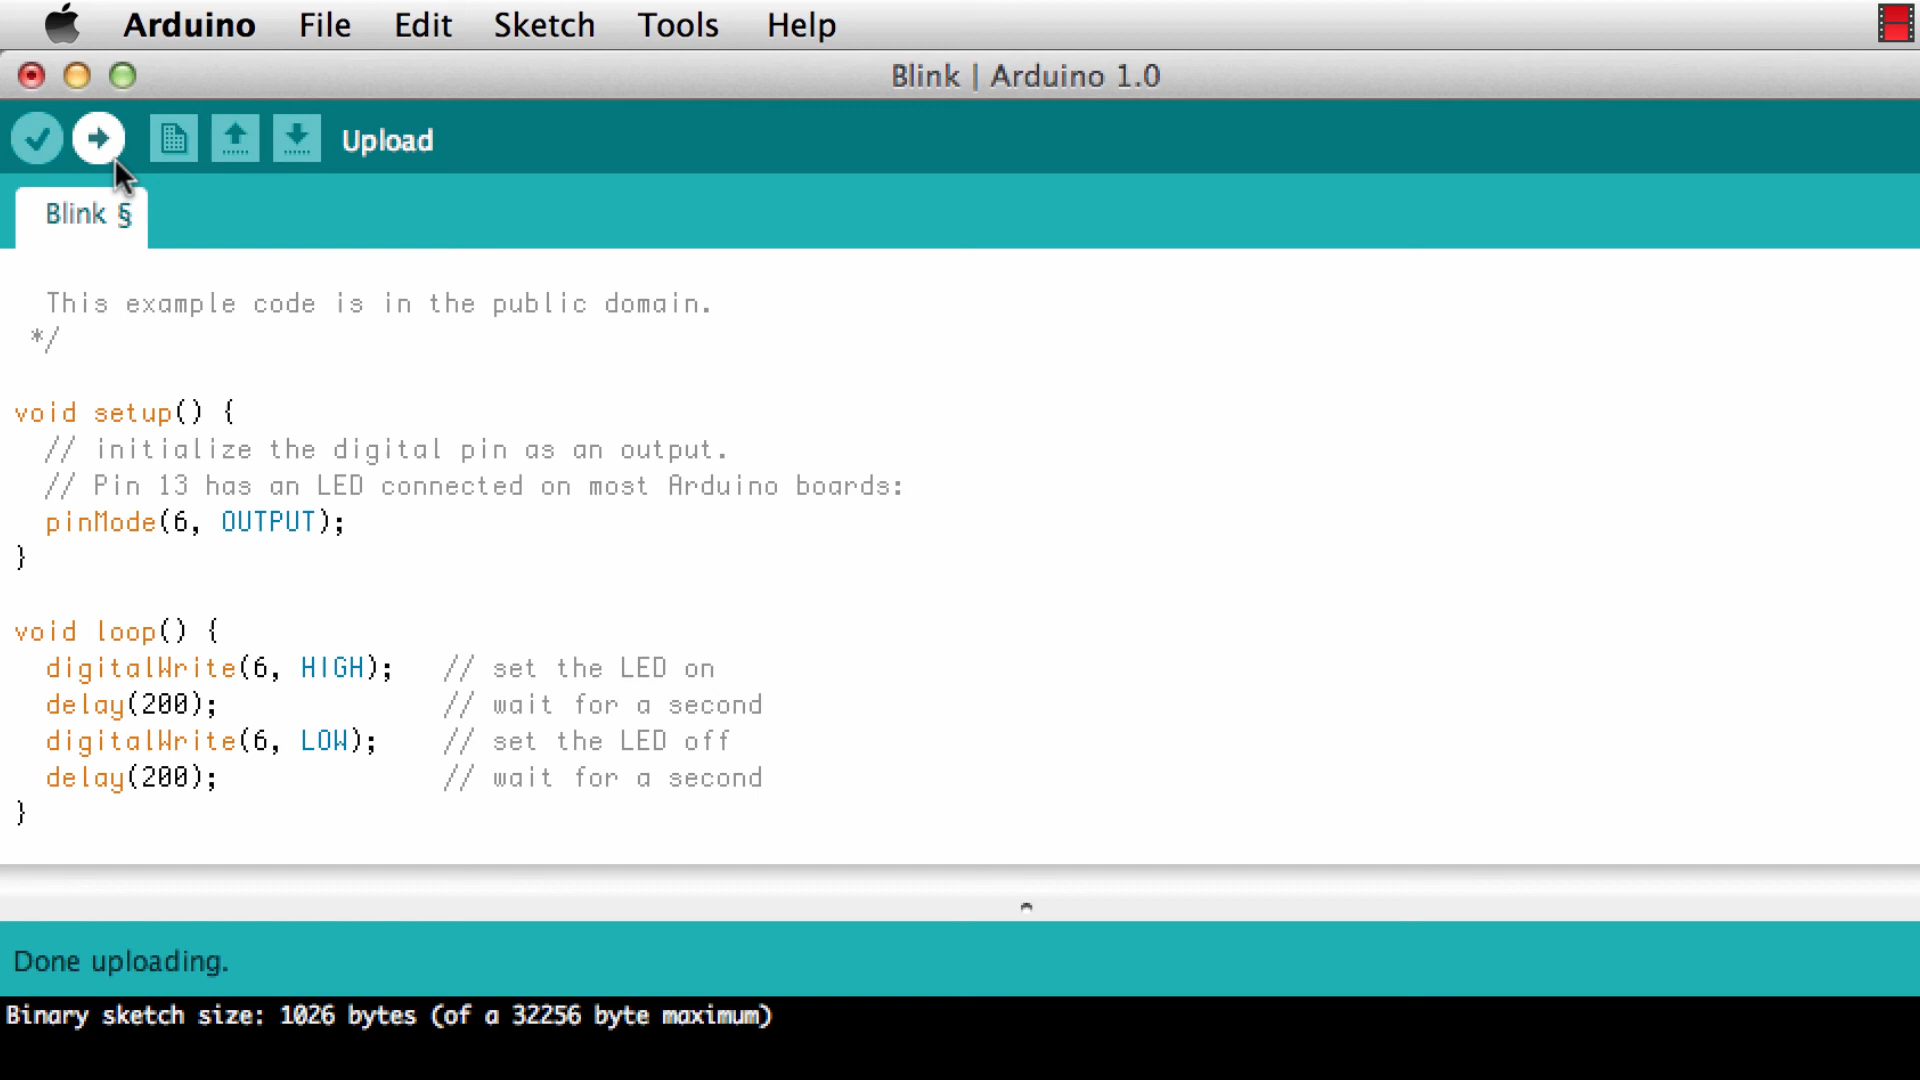 Arduino File Edit Sketch Tools Help
Blink | Arduino 1.0
Upload
Blink §
This example code is in the public domain.
*/
void setup() {
// initialize the digital pin as an output.
// Pin 13 has an LED connected on most Arduino boards:
pinMode(6, OUTPUT);
}
void loop() {
digitalWrite(6, HIGH); // set the LED on
delay(200); // wait for a second
digitalWrite(6, LOW); // set the LED off
delay(200); // wait for a second
}
Done uploading.
Binary sketch size: 1026 bytes (of a 32256 byte maximum)